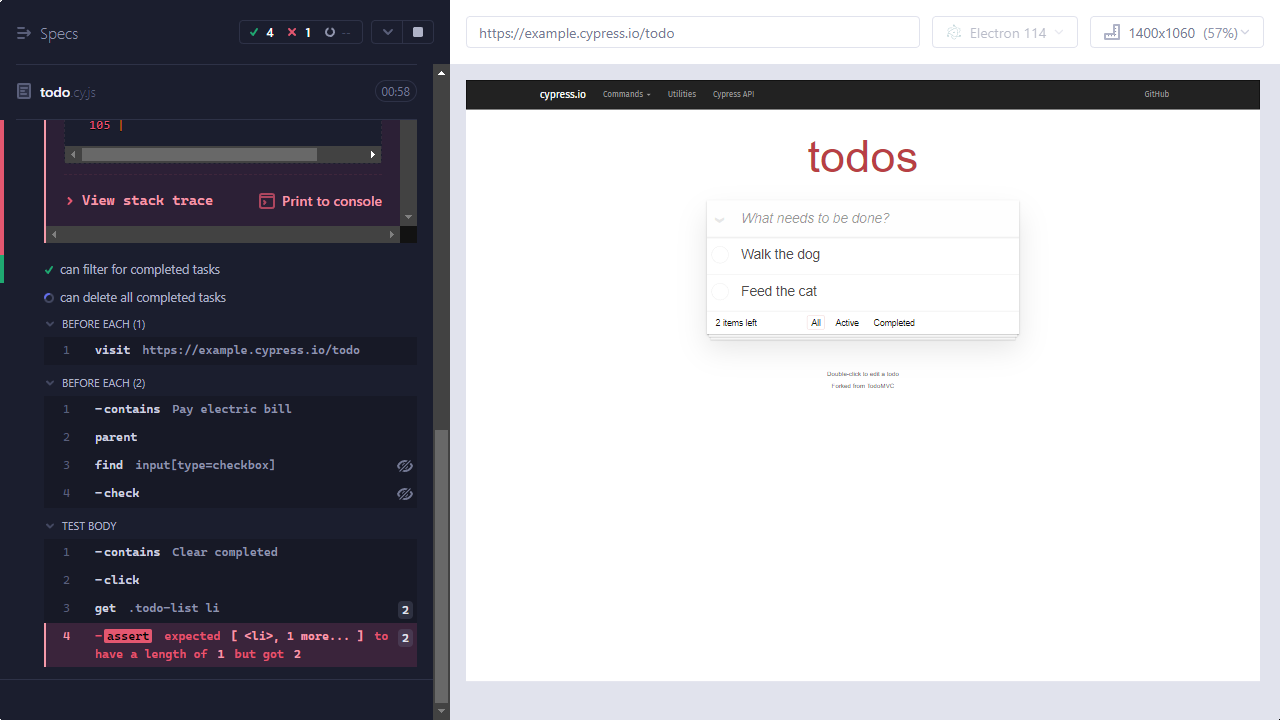 Specs
4 1 --
todo.cy.js 00:58
105 |
View stack trace Print to console
can filter for completed tasks
can delete all completed tasks
BEFORE EACH (1)
1 visit https://example.cypress.io/todo
BEFORE EACH (2)
1 -contains Pay electric bill
2 parent
3 find input[type=checkbox]
4 -check
TEST BODY
1 -contains Clear completed
2 -click
3 get .todo-list li 2
4 -assert expected [ <li>, 1 more... ] to 2
have a length of 1 but got 2
https://example.cypress.io/todo
Electron 114
1400x1060 (57%)
cypress.io Commands Utilities Cypress API GitHub
todos
What needs to be done?
Walk the dog
Feed the cat
2 items left All Active Completed
Double-click to edit a todo
Forked from TodoMVC